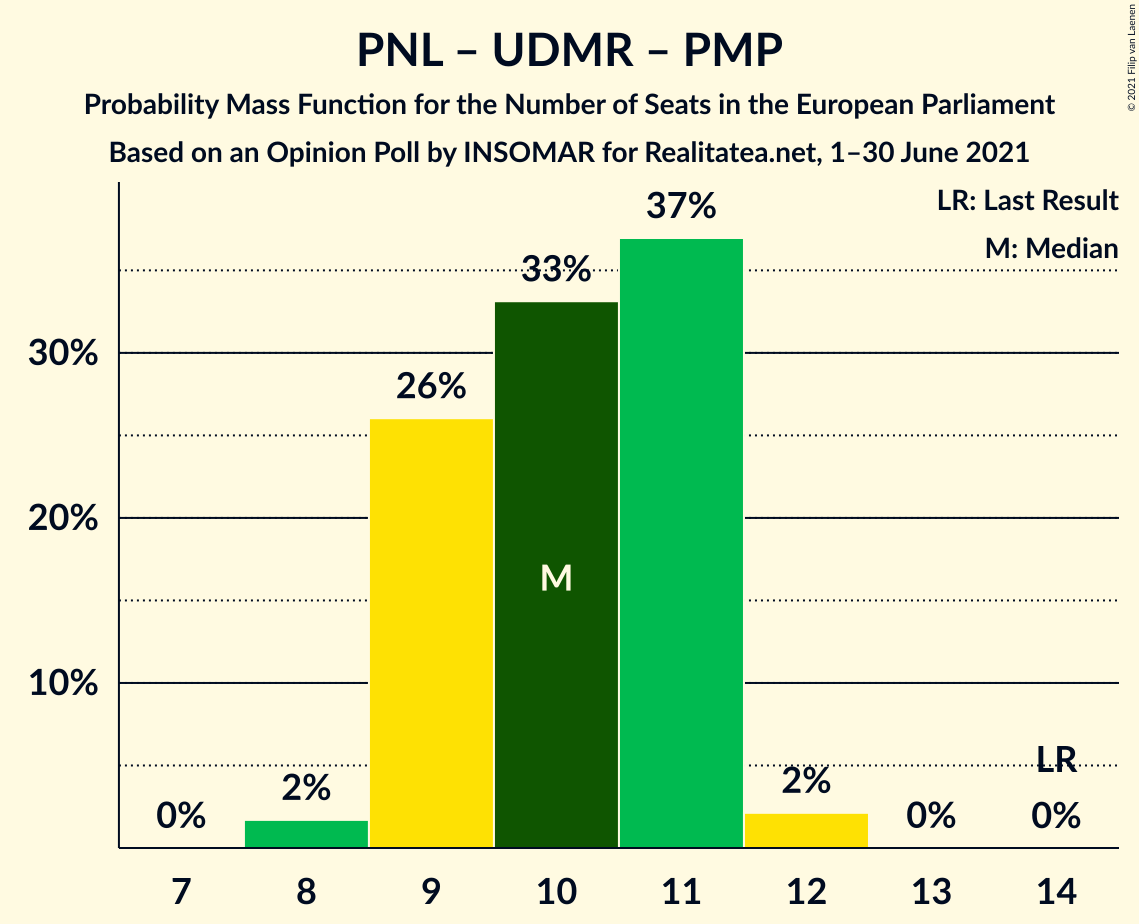 PNL – UDMR – PMP
Probability Mass Function for the Number of Seats in the European Parliament
Based on an Opinion Poll by INSOMAR for Realitatea.net, 1–30 June 2021
© 2021 Filip van Laenen
LR: Last Result
M: Median
37%
33%
30%
26%
20%
M
10%
LR
2%
2%
0%
0%
0%
7 8 9 10 11 12 13 14